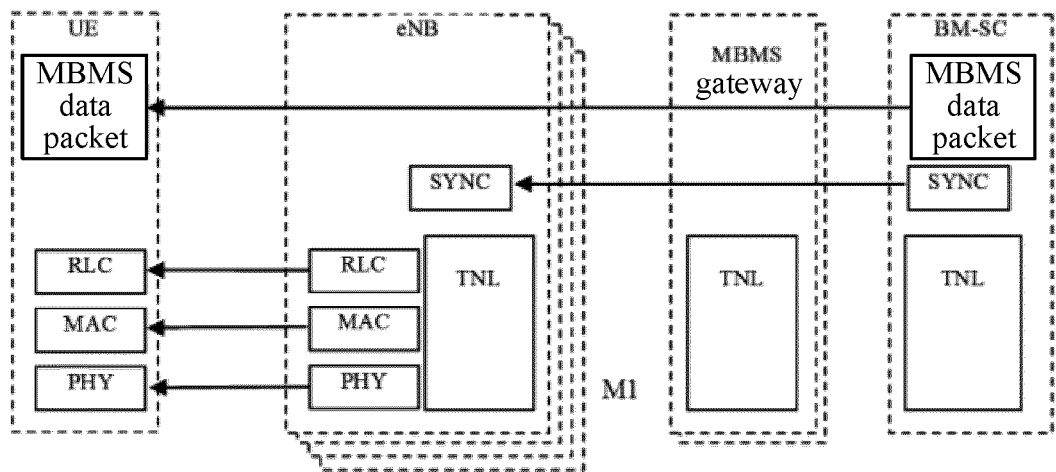 UE
eNB
MBMS
gateway
BM-SC
MBMS
data
packet
MBMS
data
packet
SYNC
SYNC
RLC
RLC
TNL
TNL
TNL
MAC
MAC
PHY
PHY
M1